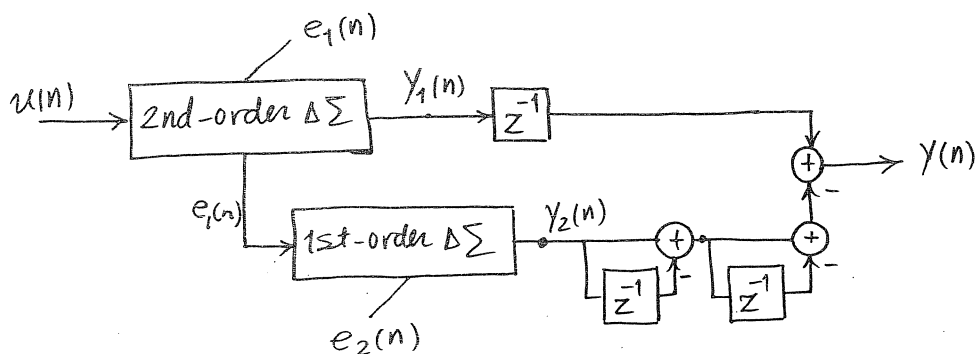 e₁(n)
u(n)
2nd-order ΔΣ
y₁(n)
z⁻¹
+
y(n)
-
e₁(n)
1st-order ΔΣ
y₂(n)
+
+
-
-
z⁻¹
z⁻¹
e₂(n)